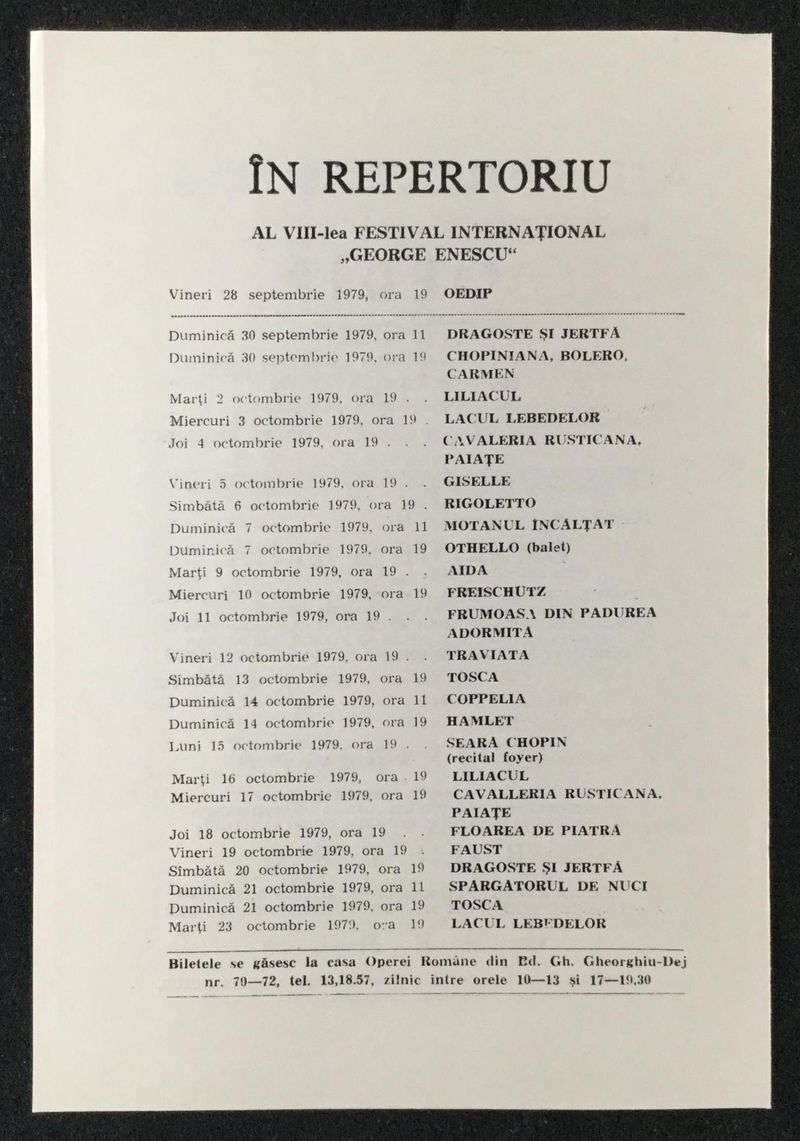 ÎN REPERTORIU
AL VIII-lea FESTIVAL INTERNAȚIONAL
„GEORGE ENESCU“
Vineri 28 septembrie 1979, ora 19 OEDIP
Duminică 30 septembrie 1979, ora 11 DRAGOSTE ȘI JERTFĂ
Duminică 30 septembrie 1979, ora 19 CHOPINIANA, BOLERO,
CARMEN
Marți 2 octombrie 1979, ora 19 . . LILIACUL
Miercuri 3 octombrie 1979, ora 19 . LACUL LEBEDELOR
Joi 4 octombrie 1979, ora 19 . . . CAVALERIA RUSTICANA,
PAIAȚE
Vineri 5 octombrie 1979, ora 19 . . GISELLE
Simbătă 6 octombrie 1979, ora 19 . RIGOLETTO
Duminică 7 octombrie 1979, ora 11 MOTANUL ÎNCĂLȚAT
Duminică 7 octombrie 1979, ora 19 OTHELLO (balet)
Marți 9 octombrie 1979, ora 19 . . AIDA
Miercuri 10 octombrie 1979, ora 19 FREISCHUTZ
Joi 11 octombrie 1979, ora 19 . . . FRUMOASA DIN PADUREA
ADORMITĂ
Vineri 12 octombrie 1979, ora 19 . . TRAVIATA
Simbătă 13 octombrie 1979, ora 19 TOSCA
Duminică 14 octombrie 1979, ora 11 COPPELIA
Duminică 14 octombrie 1979, ora 19 HAMLET
Luni 15 octombrie 1979, ora 19 . . SEARĂ CHOPIN
(recital foyer)
Marți 16 octombrie 1979, ora 19 LILIACUL
Miercuri 17 octombrie 1979, ora 19 CAVALLERIA RUSTICANA,
PAIAȚE
Joi 18 octombrie 1979, ora 19 . . FLOAREA DE PIATRĂ
Vineri 19 octombrie 1979, ora 19 . FAUST
Sîmbătă 20 octombrie 1979, ora 19 DRAGOSTE ȘI JERTFĂ
Duminică 21 octombrie 1979, ora 11 SPĂRGĂTORUL DE NUCI
Duminică 21 octombrie 1979, ora 19 TOSCA
Marți 23 octombrie 1979, ora 19 LACUL LEBEDELOR
Biletele se găsesc la casa Operei Române din Bd. Gh. Gheorghiu-Dej
nr. 70—72, tel. 13,18.57, zilnic între orele 10—13 și 17—19,30